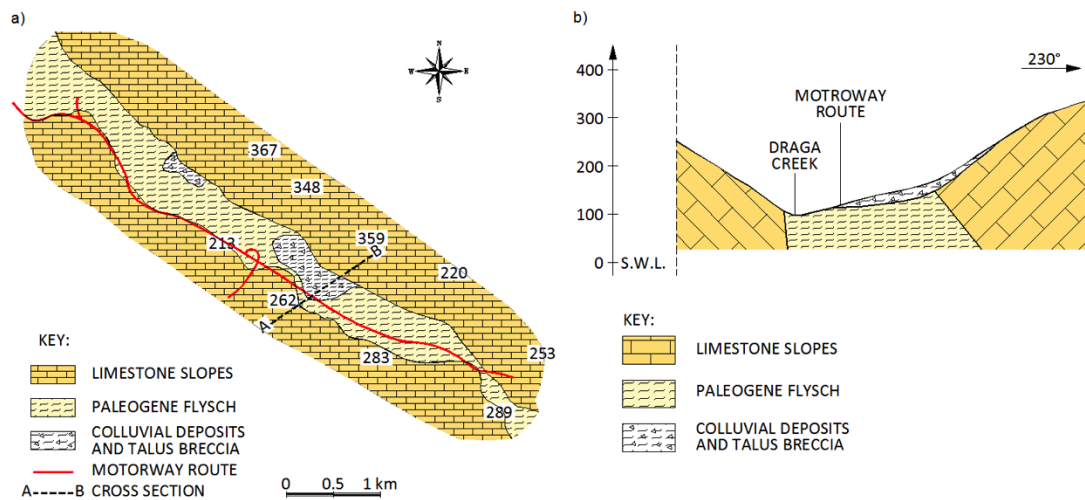 a)
N
W E
S
367
348
359
B
213
220
262
A
283
253
289
KEY:
LIMESTONE SLOPES
PALEOGENE FLYSCH
COLLUVIAL DEPOSITS
AND TALUS BRECCIA
MOTORWAY ROUTE
A B CROSS SECTION
0 0.5 1 km
b)
400
300
200
100
0 S.W.L.
230°
MOTROWAY
ROUTE
DRAGA
CREEK
KEY:
LIMESTONE SLOPES
PALEOGENE FLYSCH
COLLUVIAL DEPOSITS
AND TALUS BRECCIA